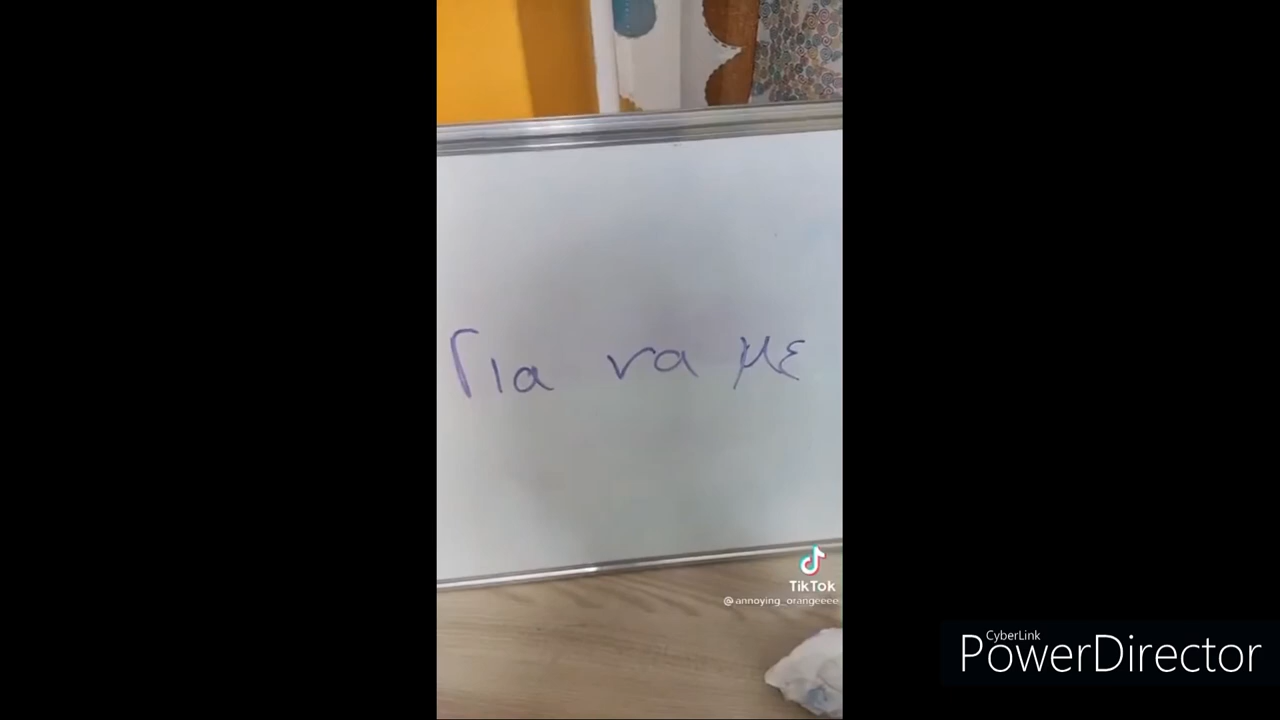 Για να με
TikTok
@annoying_orangeeee
CyberLink
PowerDirector